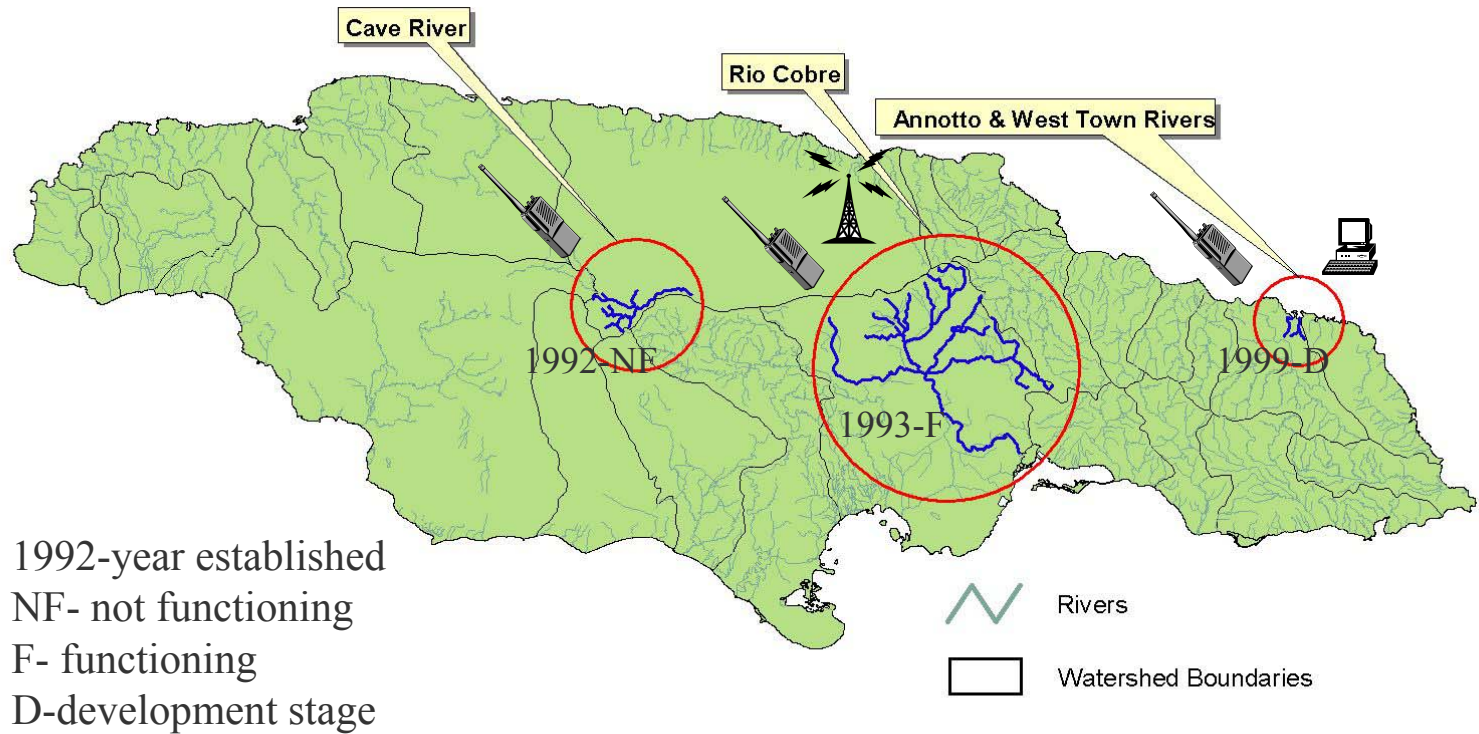 Cave River
Rio Cobre
Annotto & West Town Rivers
1992-NF
1999-D
1993-F
1992-year established
NF- not functioning
F- functioning
D-development stage
Rivers
Watershed Boundaries